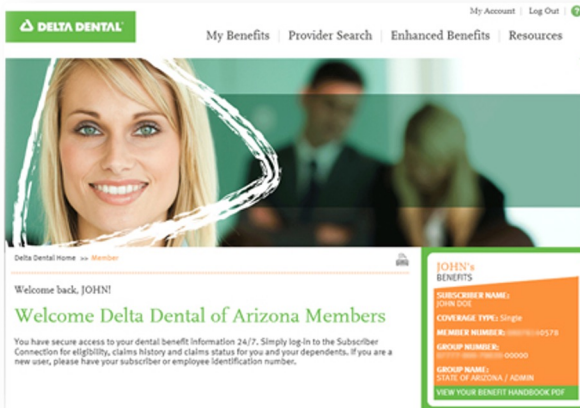 My Account Log Out ?
DELTA DENTAL
My Benefits Provider Search Enhanced Benefits Resources
Delta Dental Home >> Member
Welcome back, JOHN!
Welcome Delta Dental of Arizona Members
You have secure access to your dental benefit information 24/7. Simply log-in to the Subscriber
Connection for eligibility, claims history and claims status for you and your dependents. If you are a
new user, please have your subscriber or employee identification number.
JOHN's
BENEFITS
SUBSCRIBER NAME:
JOHN DOE
COVERAGE TYPE: Single
MEMBER NUMBER: 0578
GROUP NUMBER:
00000
GROUP NAME:
STATE OF ARIZONA / ADMIN
VIEW YOUR BENEFIT HANDBOOK PDF